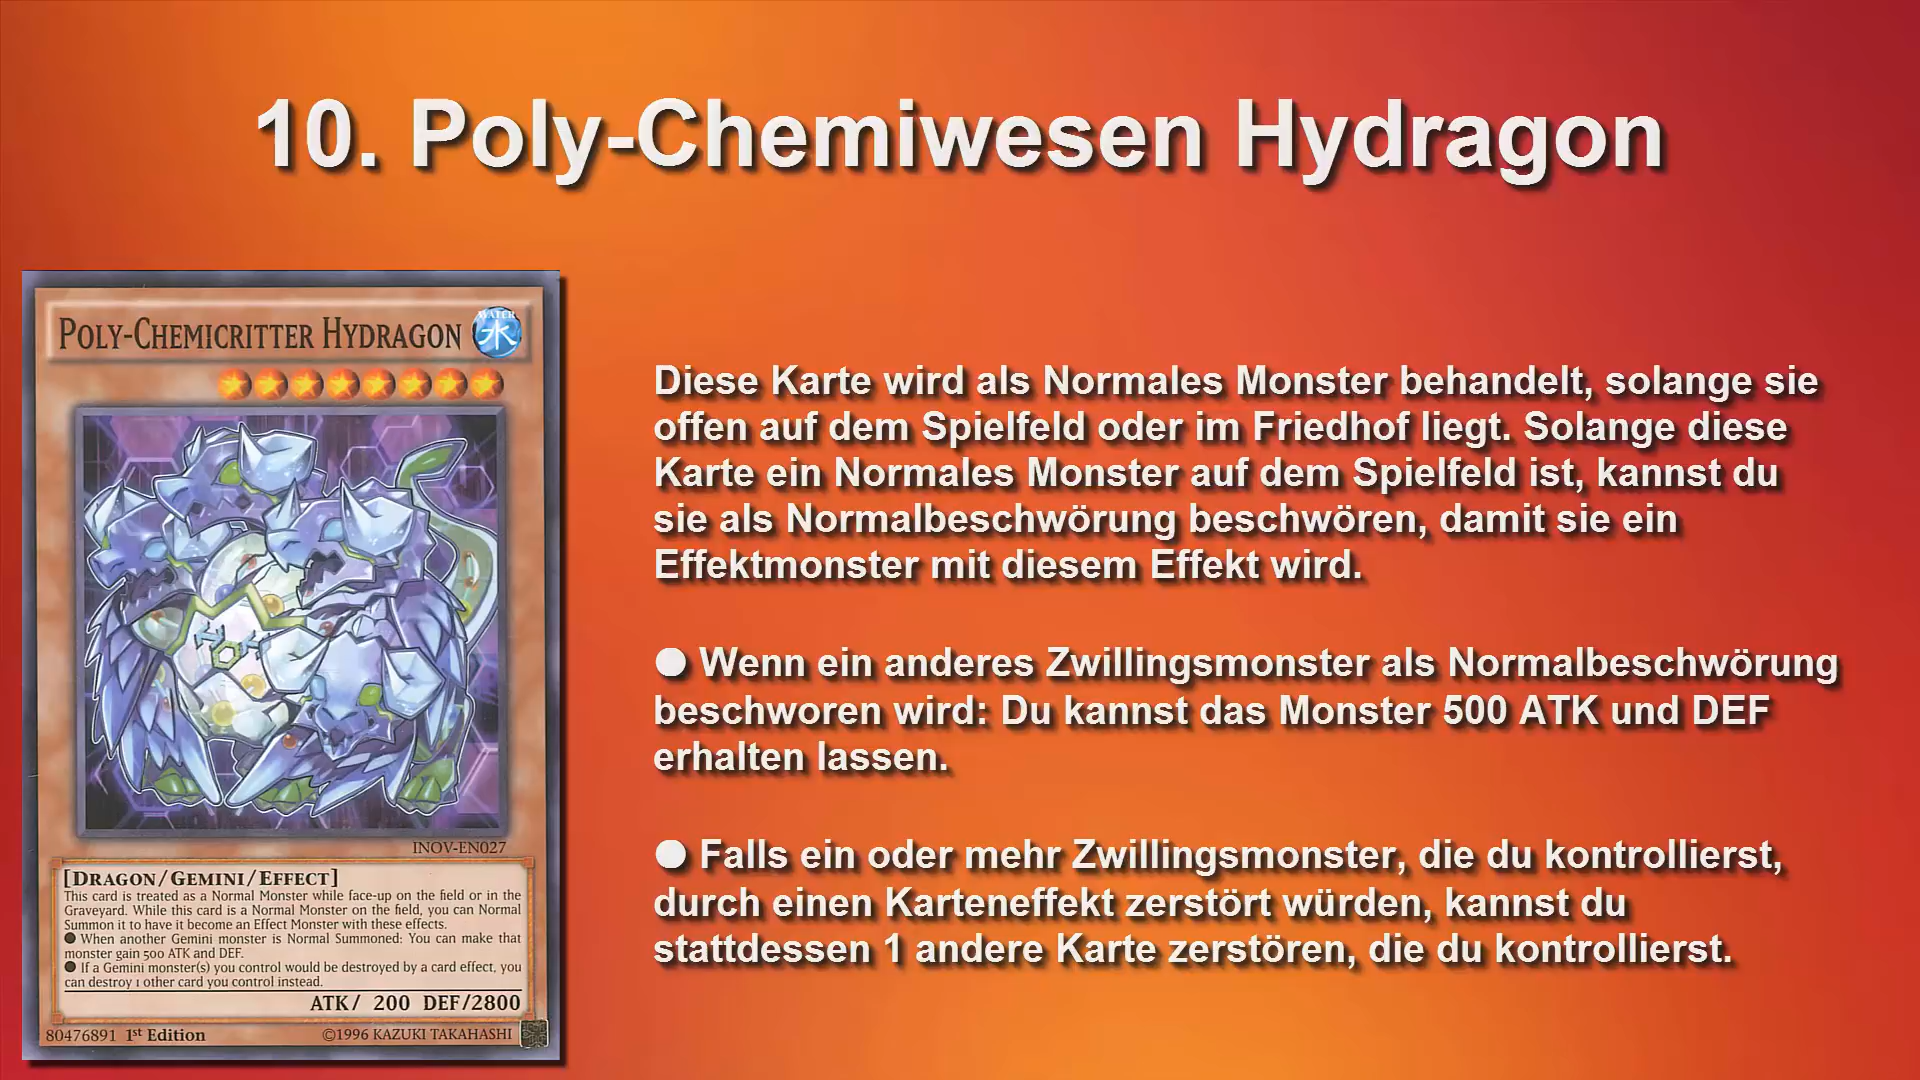 10. Poly-Chemiwesen Hydragon
POLY-CHEMICRITTER HYDRAGON
WATER
水
INOV-EN027
[DRAGON/GEMINI/EFFECT]
This card is treated as a Normal Monster while face-up on the field or in the
Graveyard. While this card is a Normal Monster on the field, you can Normal
Summon it to have it become an Effect Monster with these effects.
● When another Gemini monster is Normal Summoned: You can make that
monster gain 500 ATK and DEF.
● If a Gemini monster(s) you control would be destroyed by a card effect, you
can destroy 1 other card you control instead.
ATK/ 200 DEF/2800
80476891 1st Edition ©1996 KAZUKI TAKAHASHI
Diese Karte wird als Normales Monster behandelt, solange sie
offen auf dem Spielfeld oder im Friedhof liegt. Solange diese
Karte ein Normales Monster auf dem Spielfeld ist, kannst du
sie als Normalbeschwörung beschwören, damit sie ein
Effektmonster mit diesem Effekt wird.
● Wenn ein anderes Zwillingsmonster als Normalbeschwörung
beschworen wird: Du kannst das Monster 500 ATK und DEF
erhalten lassen.
● Falls ein oder mehr Zwillingsmonster, die du kontrollierst,
durch einen Karteneffekt zerstört würden, kannst du
stattdessen 1 andere Karte zerstören, die du kontrollierst.